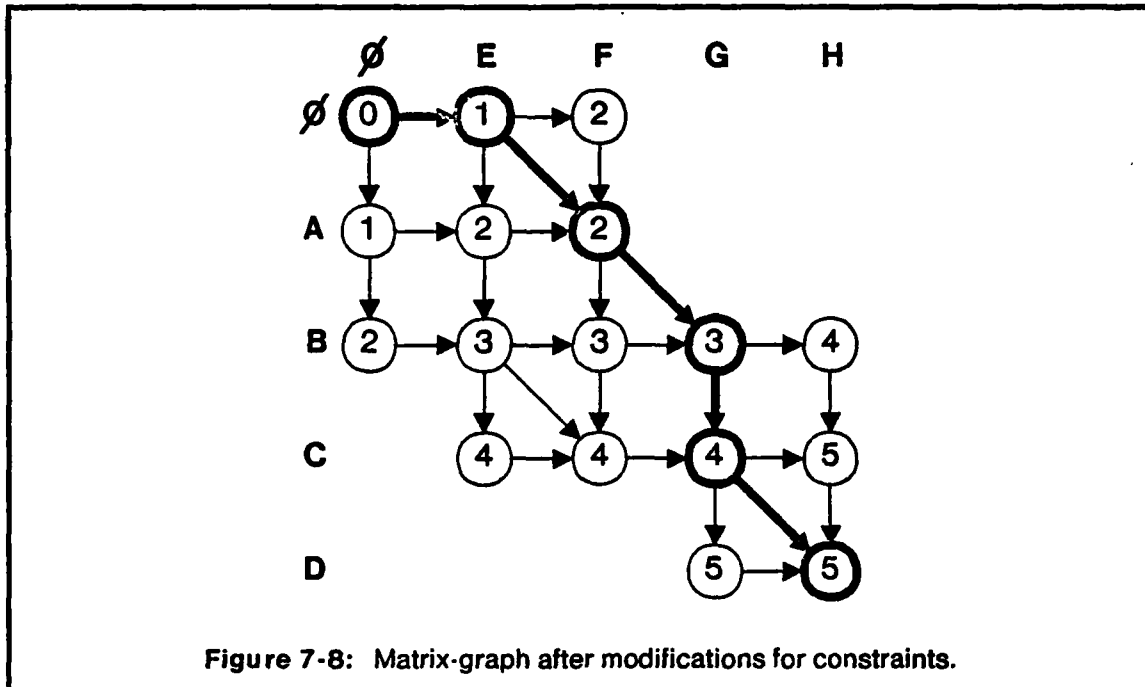 Ø E F G H
Ø 0 1 2
A 1 2 2
B 2 3 3 3 4
C 4 4 4 5
D 5 5
Figure 7-8: Matrix-graph after modifications for constraints.